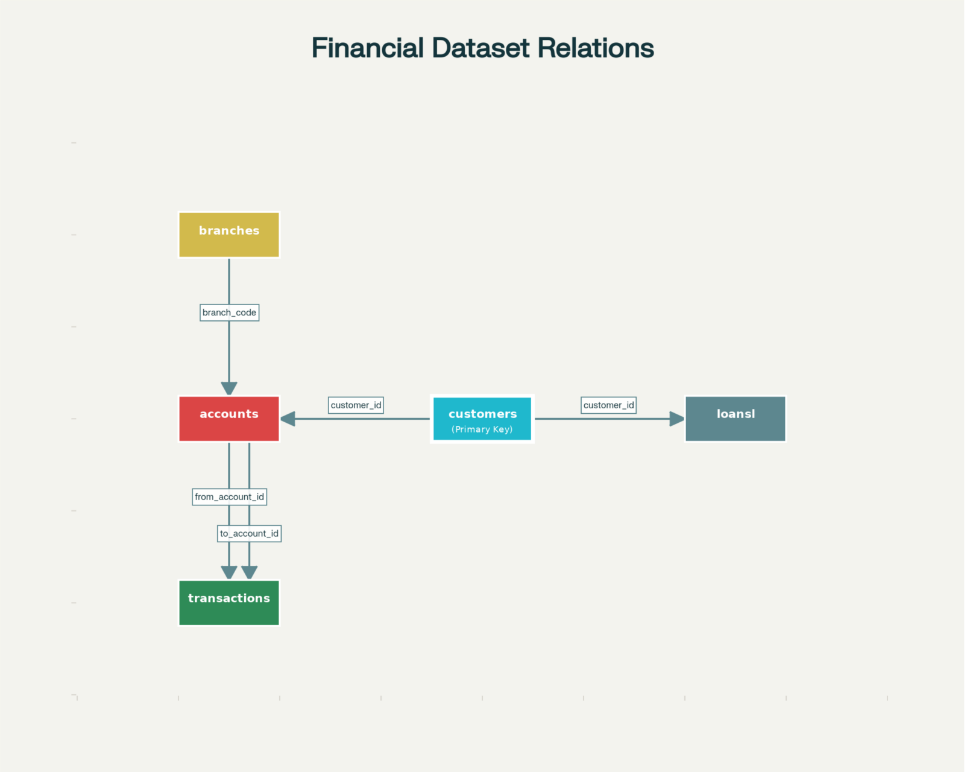 Financial Dataset Relations
branches
branch_code
accounts
customer_id
customers
(Primary Key)
customer_id
loansl
from_account_id
to_account_id
transactions